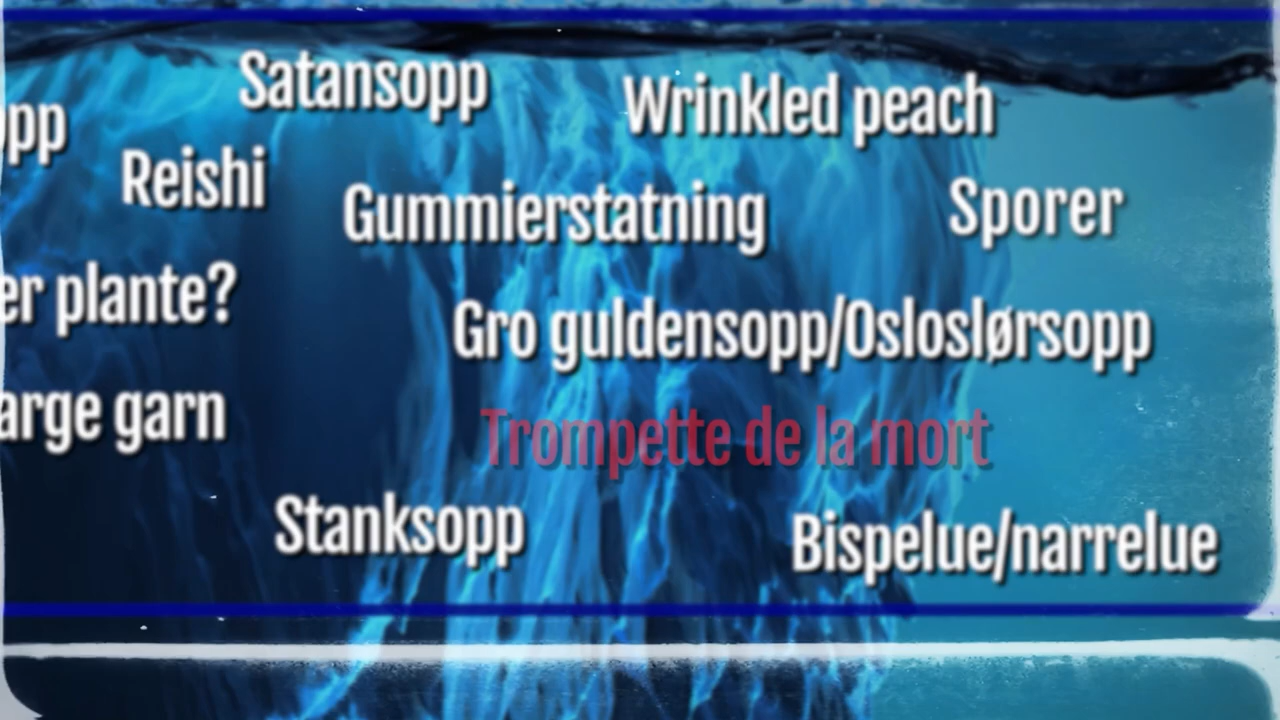 Satansopp
Wrinkled peach
opp
Reishi
Gummierstatning
Sporer
er plante?
Gro guldensopp/Osloslørsopp
arge garn
Trompette de la mort
Stanksopp
Bispelue/narrelue